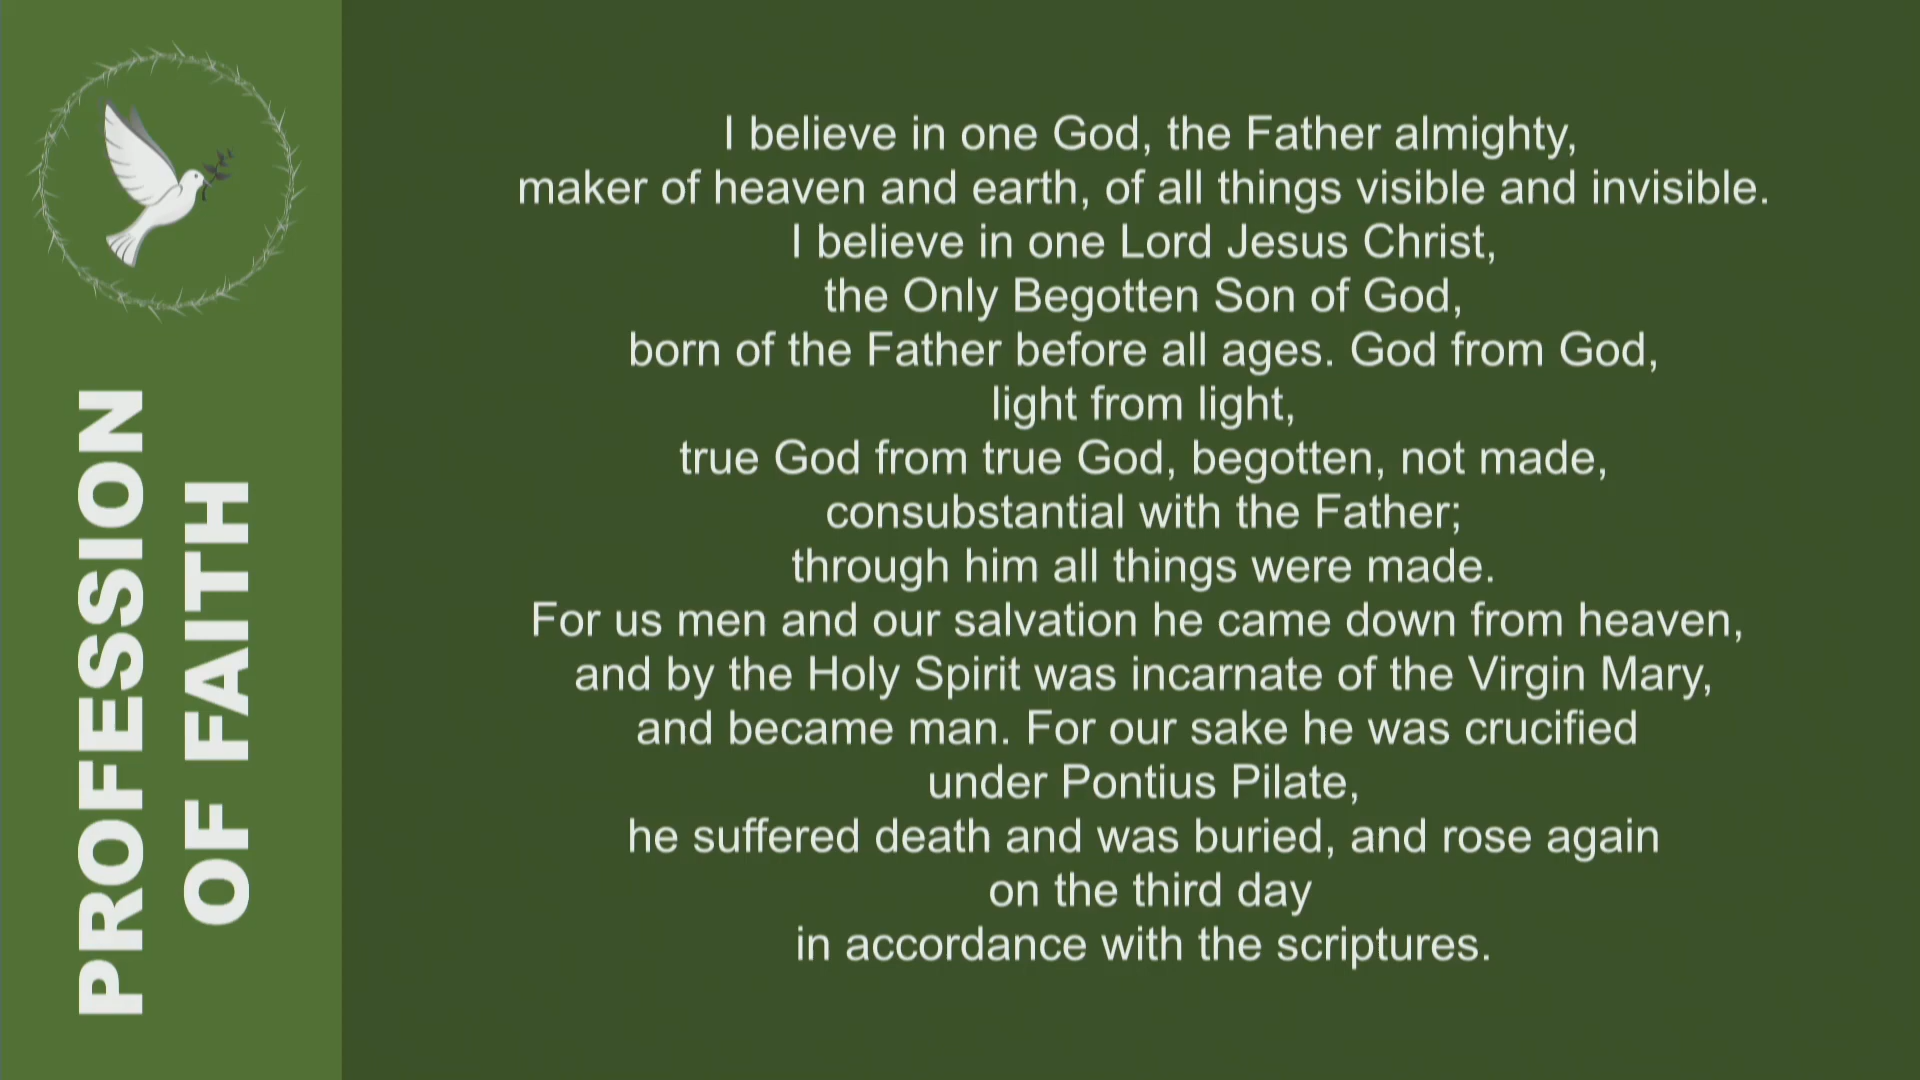 PROFESSION
OF FAITH
I believe in one God, the Father almighty,
maker of heaven and earth, of all things visible and invisible.
I believe in one Lord Jesus Christ,
the Only Begotten Son of God,
born of the Father before all ages. God from God,
light from light,
true God from true God, begotten, not made,
consubstantial with the Father;
through him all things were made.
For us men and our salvation he came down from heaven,
and by the Holy Spirit was incarnate of the Virgin Mary,
and became man. For our sake he was crucified
under Pontius Pilate,
he suffered death and was buried, and rose again
on the third day
in accordance with the scriptures.